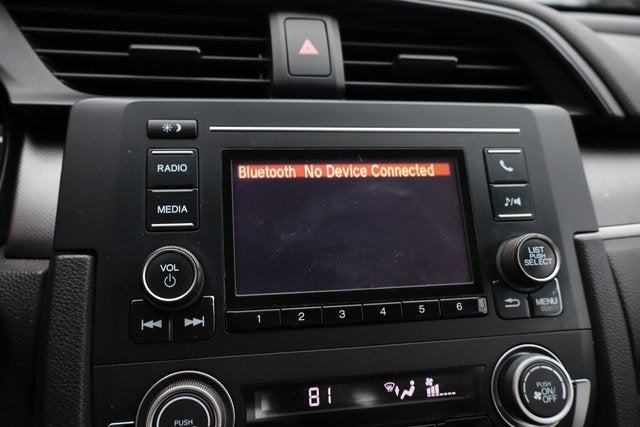 RADIO
MEDIA
Bluetooth No Device Connected
VOL
LIST
PUSH
SELECT
MENU
CLOCK
1 2 3 4 5 6
81
PUSH
PUSH
ON/
OFF